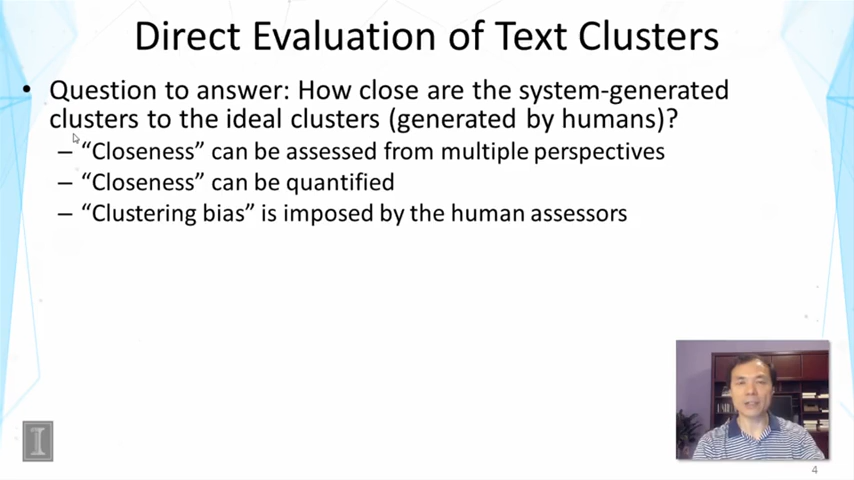 Direct Evaluation of Text Clusters
• Question to answer: How close are the system-generated
clusters to the ideal clusters (generated by humans)?
– “Closeness” can be assessed from multiple perspectives
– “Closeness” can be quantified
– “Clustering bias” is imposed by the human assessors
I
4